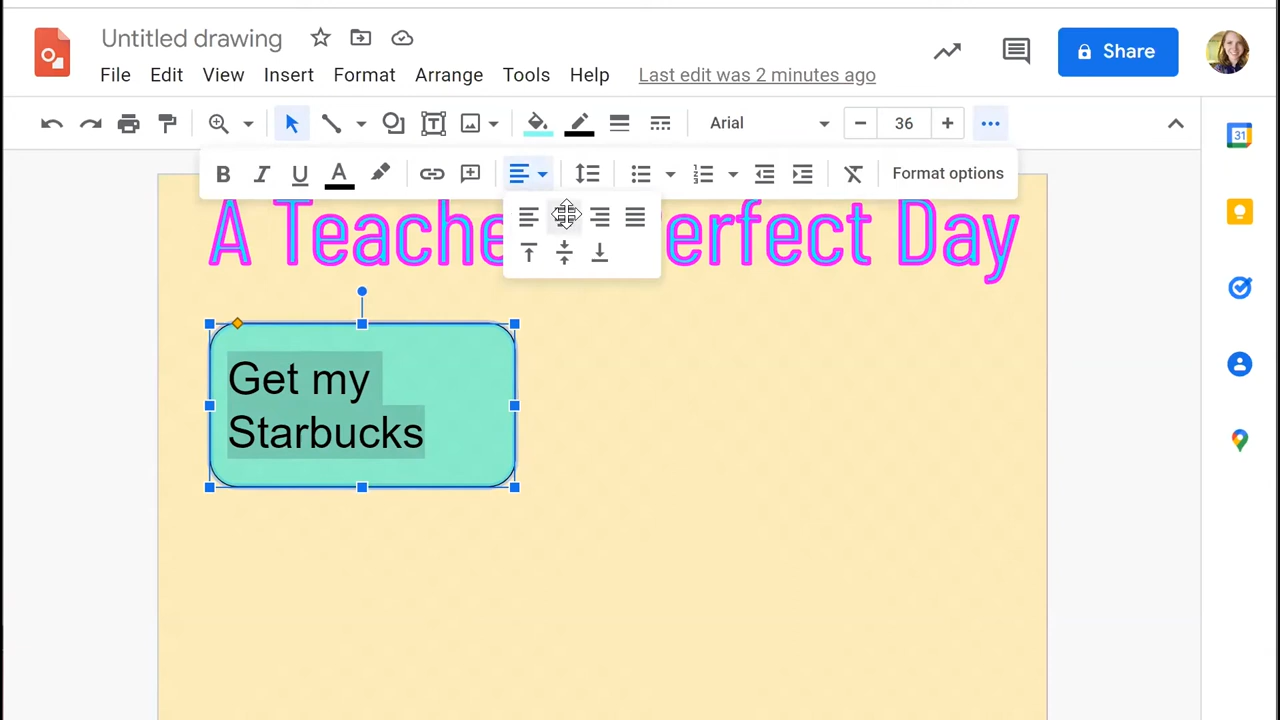 Untitled drawing
File Edit View Insert Format Arrange Tools Help Last edit was 2 minutes ago
Share
Arial 36
B I U A Format options
A Teache erfect Day
Get my
Starbucks
31